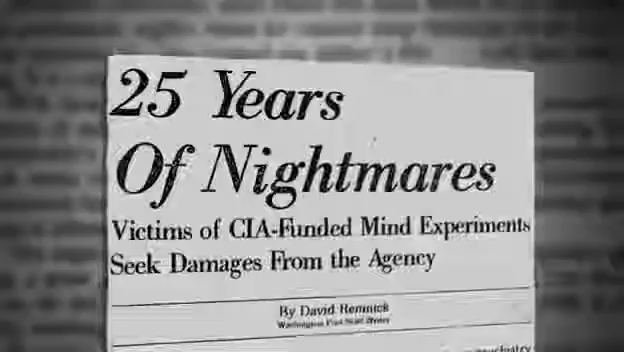 25 Years
Of Nightmares
Victims of CIA-Funded Mind Experiments
Seek Damages From the Agency
By David Remnick
Washington Post Staff Writer